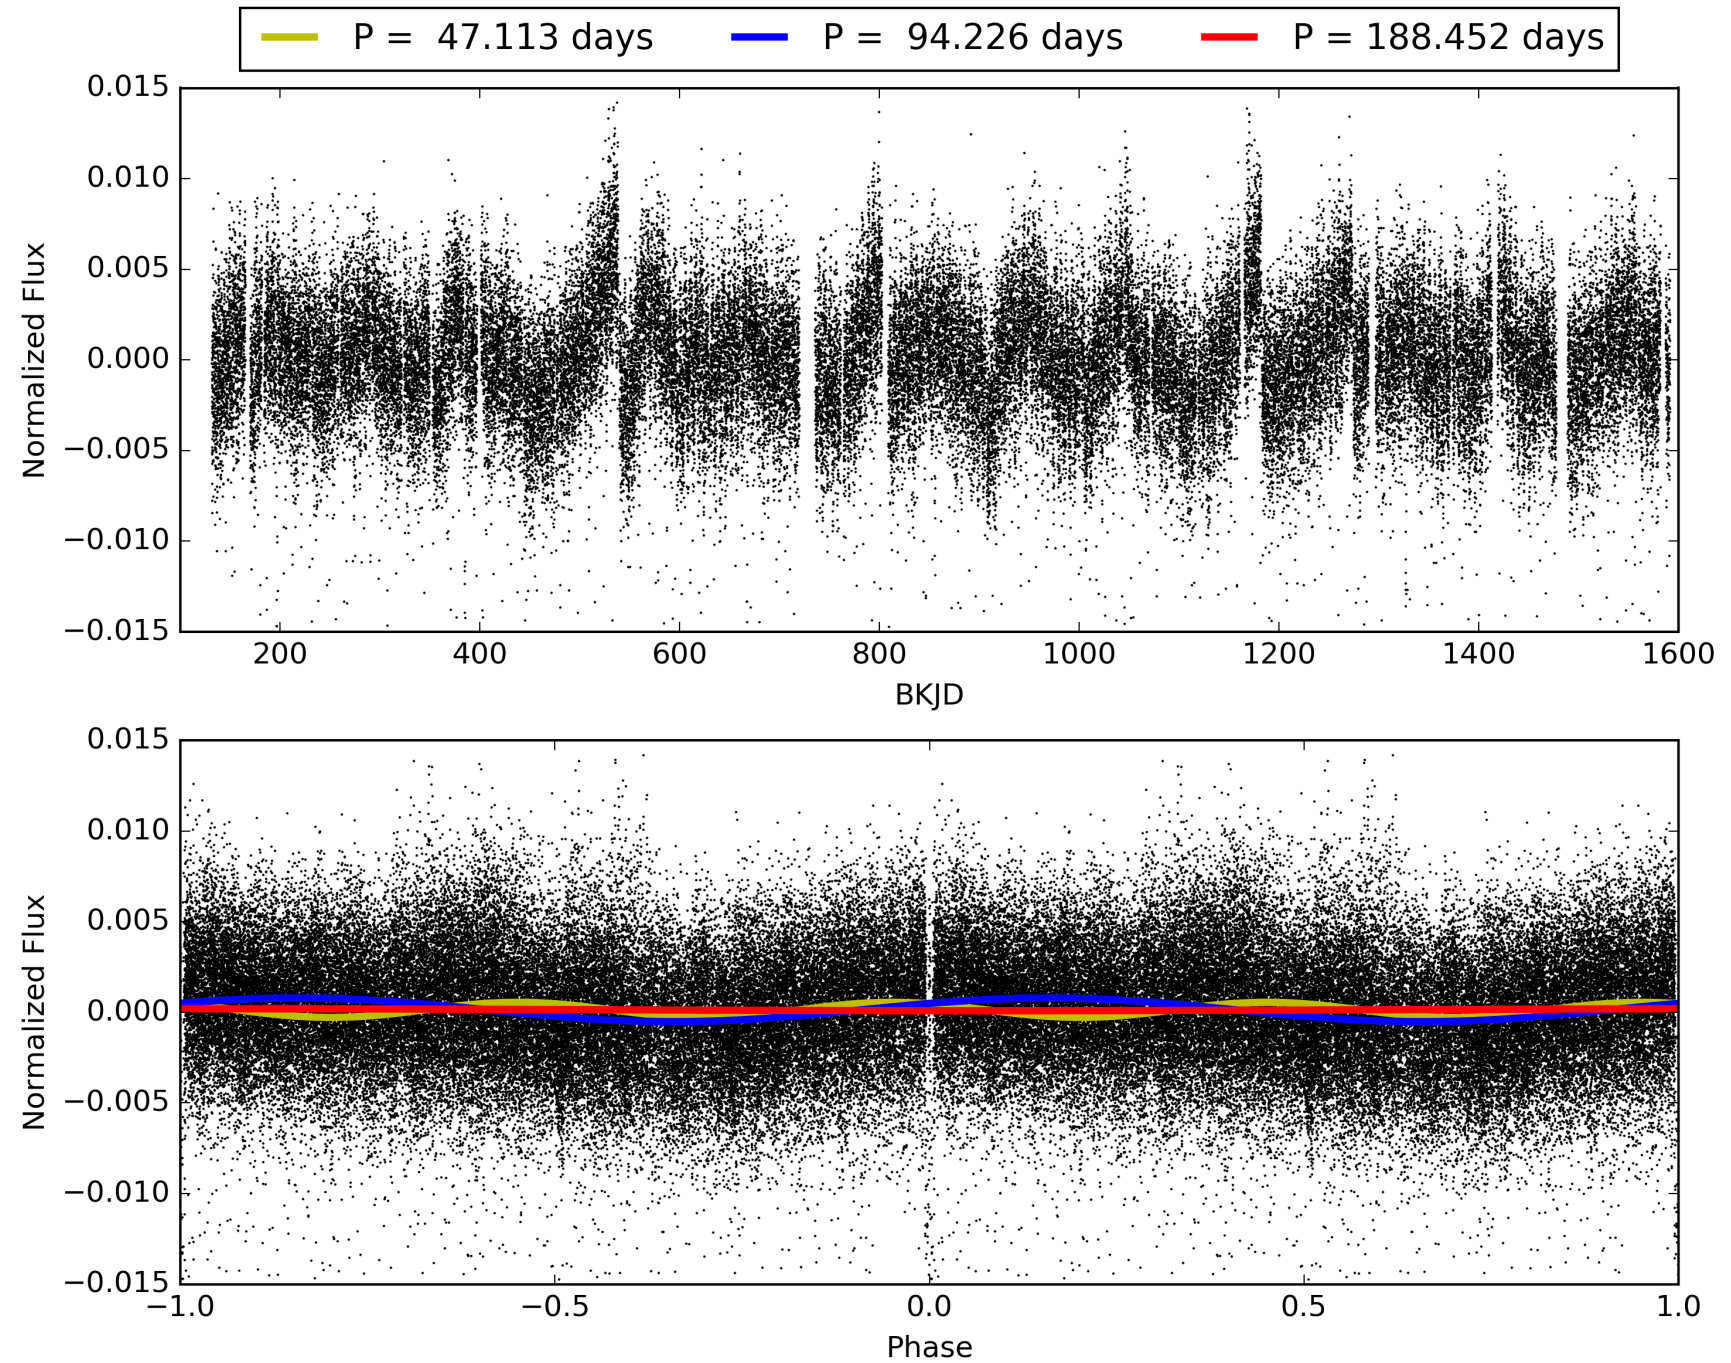 P = 47.113 days P = 94.226 days P = 188.452 days
0.015
0.010
0.005
0.000
−0.005
−0.010
−0.015
Normalized Flux
200 400 600 800 1000 1200 1400 1600
BKJD
0.015
0.010
0.005
0.000
−0.005
−0.010
−0.015
Normalized Flux
−1.0 −0.5 0.0 0.5 1.0
Phase